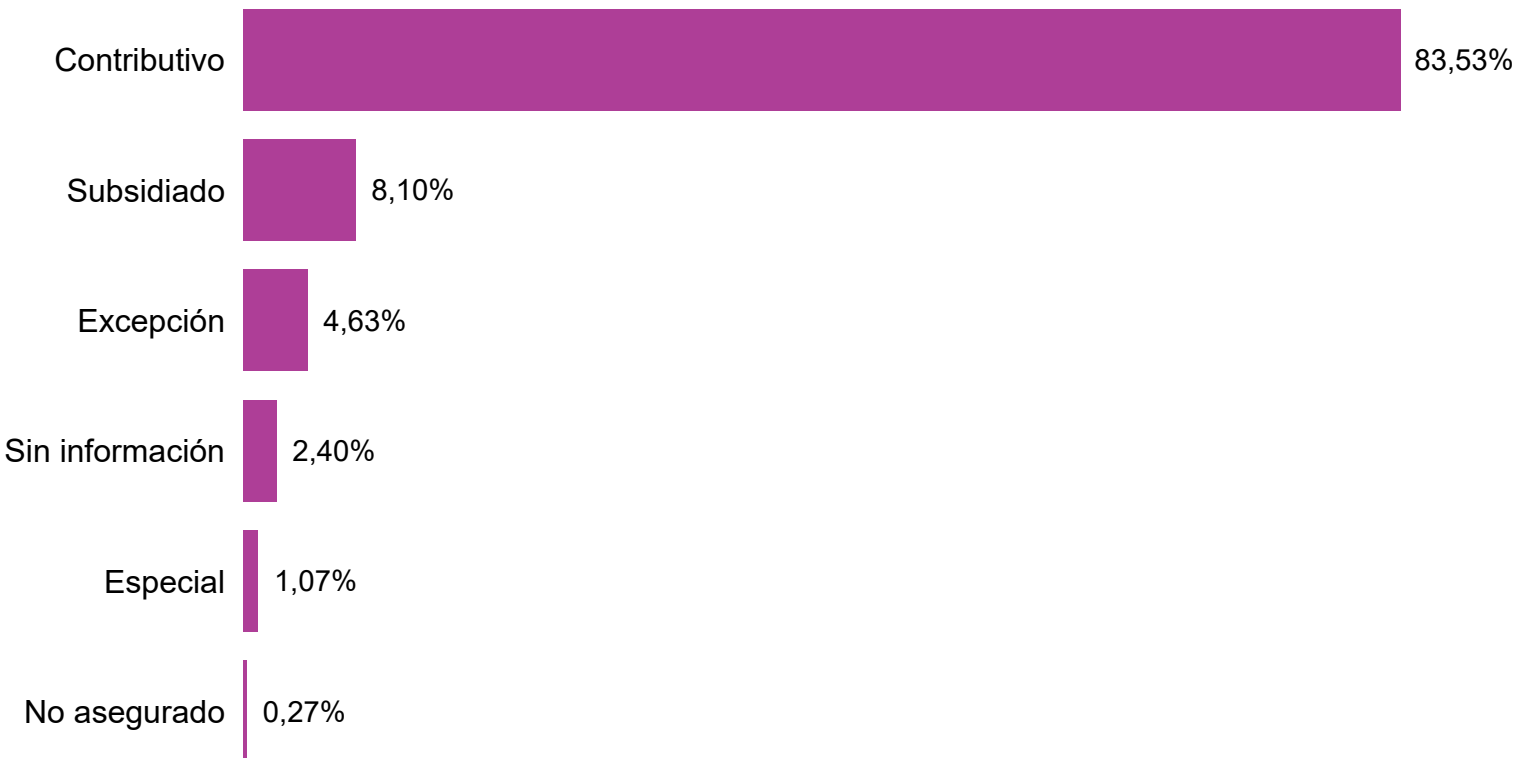 Contributivo 83,53%
Subsidiado 8,10%
Excepción 4,63%
Sin información 2,40%
Especial 1,07%
No asegurado 0,27%